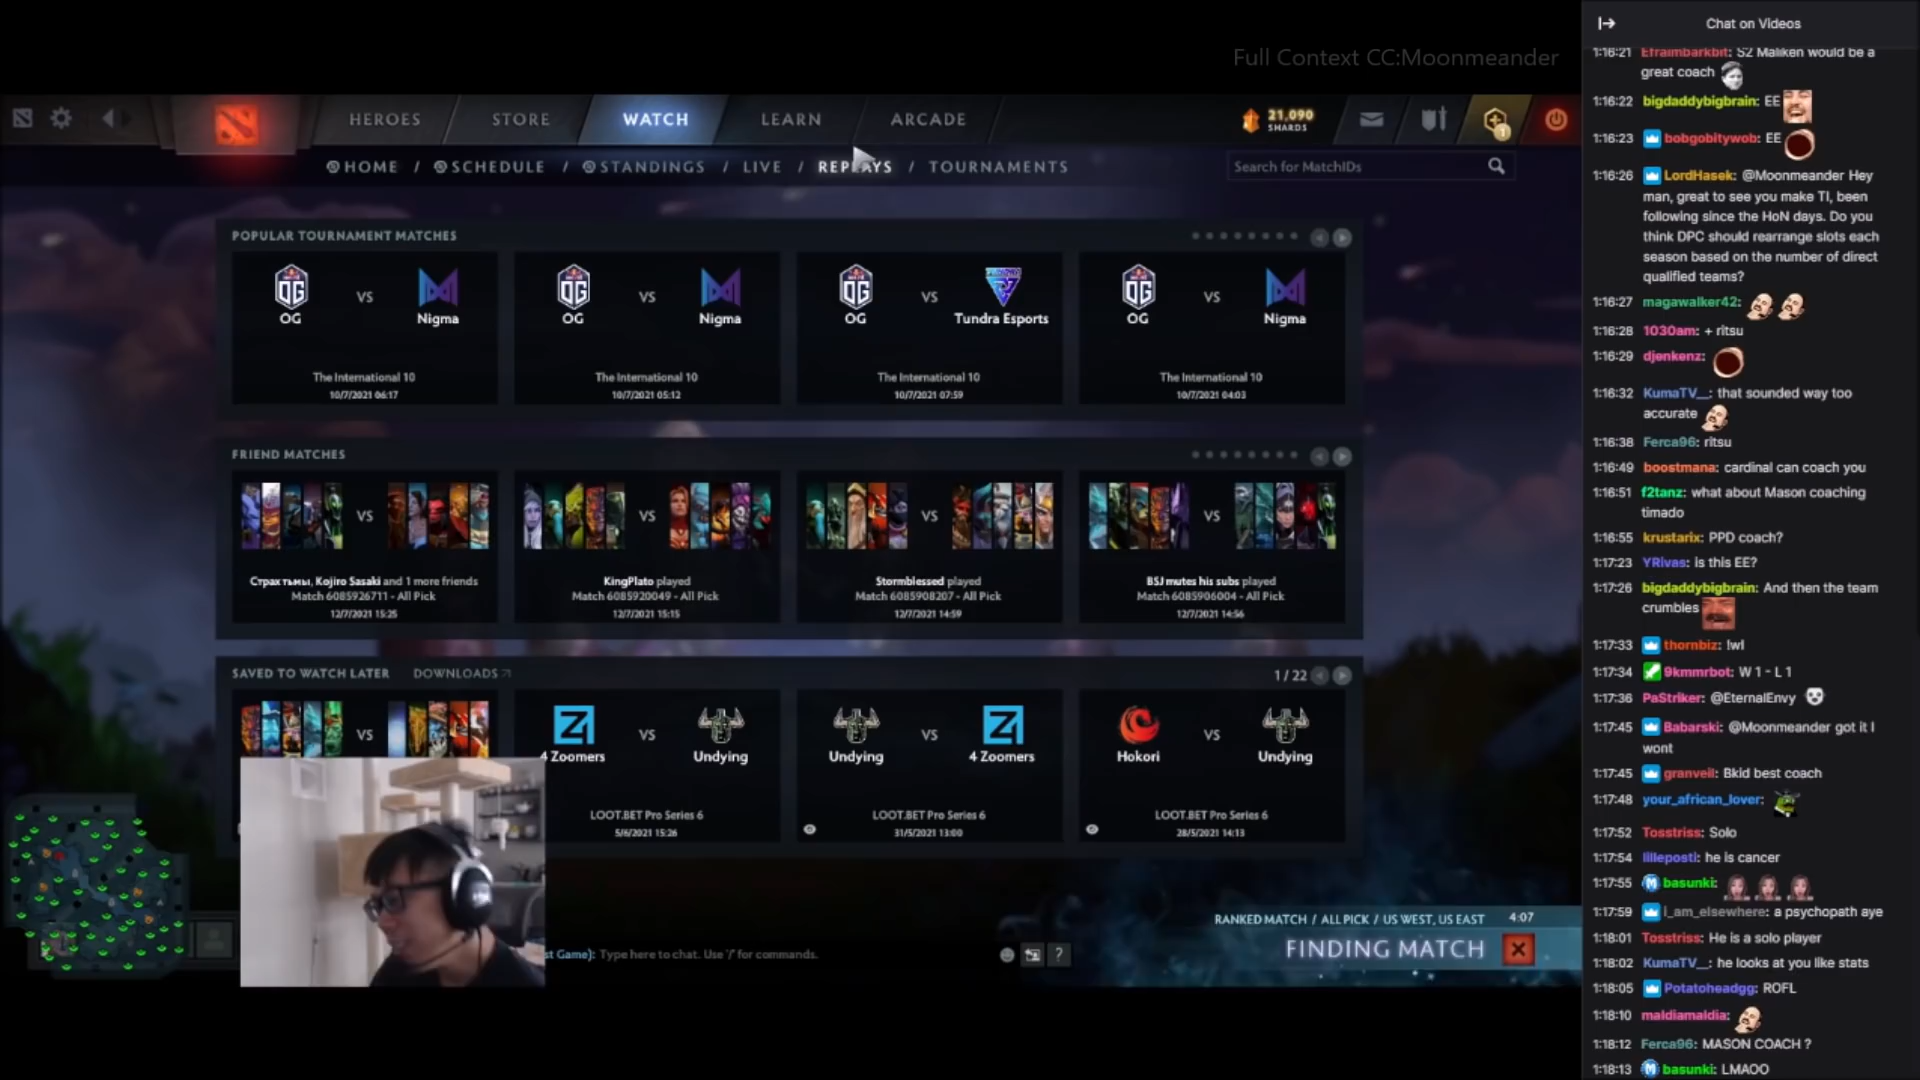 Full Context CC:Moonmeander
HEROES
STORE
WATCH
LEARN
ARCADE
21,090
SHARDS
1
HOME / SCHEDULE / STANDINGS / LIVE / REPLAYS / TOURNAMENTS
Search for MatchIDs
POPULAR TOURNAMENT MATCHES
OG VS Nigma
The International 10
10/7/2021 06:17
OG VS Nigma
The International 10
10/7/2021 05:12
OG VS Tundra Esports
The International 10
10/7/2021 07:59
OG VS Nigma
The International 10
10/7/2021 04:03
FRIEND MATCHES
VS
Страх тьмы, Kojiro Sasaki and 1 more friends
Match 6085926711 - All Pick
12/7/2021 15:25
VS
KingPlato played
Match 6085920049 - All Pick
12/7/2021 15:15
VS
Stormblessed played
Match 6085908207 - All Pick
12/7/2021 14:59
VS
BSJ mutes his subs played
Match 6085906004 - All Pick
12/7/2021 14:56
SAVED TO WATCH LATER DOWNLOADS
1 / 22
VS
4 Zoomers VS Undying
LOOT.BET Pro Series 6
5/6/2021 15:26
Undying VS 4 Zoomers
LOOT.BET Pro Series 6
31/5/2021 13:00
Hokori VS Undying
LOOT.BET Pro Series 6
28/5/2021 14:13
st Game): Type here to chat. Use '/' for commands.
?
RANKED MATCH / ALL PICK / US WEST, US EAST 4:07
FINDING MATCH
Chat on Videos
1:16:21 Efraimbarkbit: S2 Maliken would be a
great coach
1:16:22 bigdaddybigbrain: EE
1:16:23 bobgobltywob: EE
1:16:26 LordHasek: @Moonmeander Hey
man, great to see you make TI, been
following since the HoN days. Do you
think DPC should rearrange slots each
season based on the number of direct
qualified teams?
1:16:27 magawalker42:
1:16:28 1030am: + ritsu
1:16:29 djenkenz:
1:16:32 KumaTV__: that sounded way too
accurate
1:16:38 Ferca96: ritsu
1:16:49 boostmana: cardinal can coach you
1:16:51 f2tanz: what about Mason coaching
timado
1:16:55 krustarix: PPD coach?
1:17:23 YRivas: is this EE?
1:17:26 bigdaddybigbrain: And then the team
crumbles
1:17:33 thornbiz: !wl
1:17:34 9kmmrbot: W 1 - L 1
1:17:36 PaStriker: @EternalEnvy
1:17:45 Babarski: @Moonmeander got it I
wont
1:17:45 granveil: Bkid best coach
1:17:48 your_african_lover:
1:17:52 Tosstriss: Solo
1:17:54 lilleposti: he is cancer
1:17:55 basunki:
1:17:59 i_am_elsewhere: a psychopath aye
1:18:01 Tosstriss: He is a solo player
1:18:02 KumaTV__: he looks at you like stats
1:18:05 Potatoheadgg: ROFL
1:18:10 maldiamaldia:
1:18:12 Ferca96: MASON COACH ?
1:18:13 basunki: LMAOO